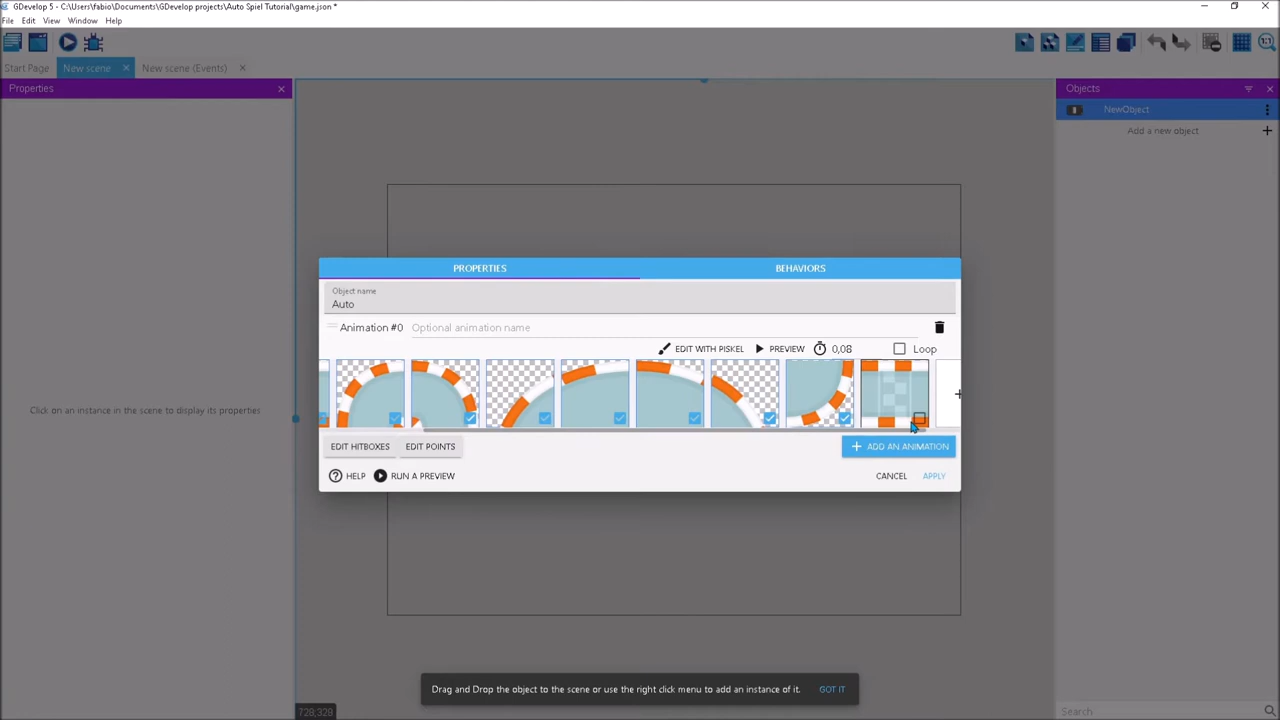 GDevelop 5 - C:\Users\fabio\Documents\GDevelop projects\Auto Spiel Tutorial\game.json *
File Edit View Window Help
1:1
Start Page New scene New scene (Events)
Properties
Objects
NewObject
Add a new object
PROPERTIES BEHAVIORS
Object name
Auto
Animation #0 Optional animation name
EDIT WITH PISKEL PREVIEW 0,08 Loop
Click on an instance in the scene to display its properties
EDIT HITBOXES EDIT POINTS ADD AN ANIMATION
HELP RUN A PREVIEW CANCEL APPLY
Drag and Drop the object to the scene or use the right click menu to add an instance of it. GOT IT
728;328
Search